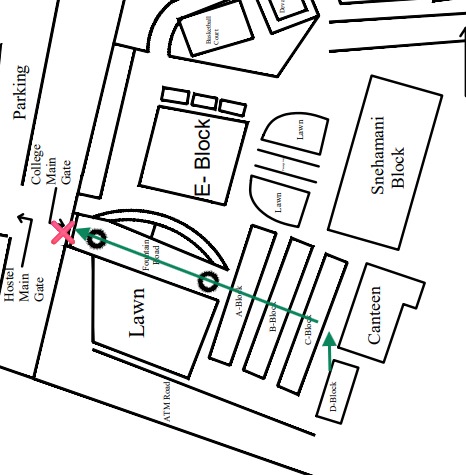 Basketball
Court
Parking
College
Main
Gate
E- Block
Lawn
Lawn
Snehamani
Block
Hostel
Main
Gate
Fountain
Road
Lawn
A-Block
B-Block
C-Block
Canteen
D-Block
ATM Road